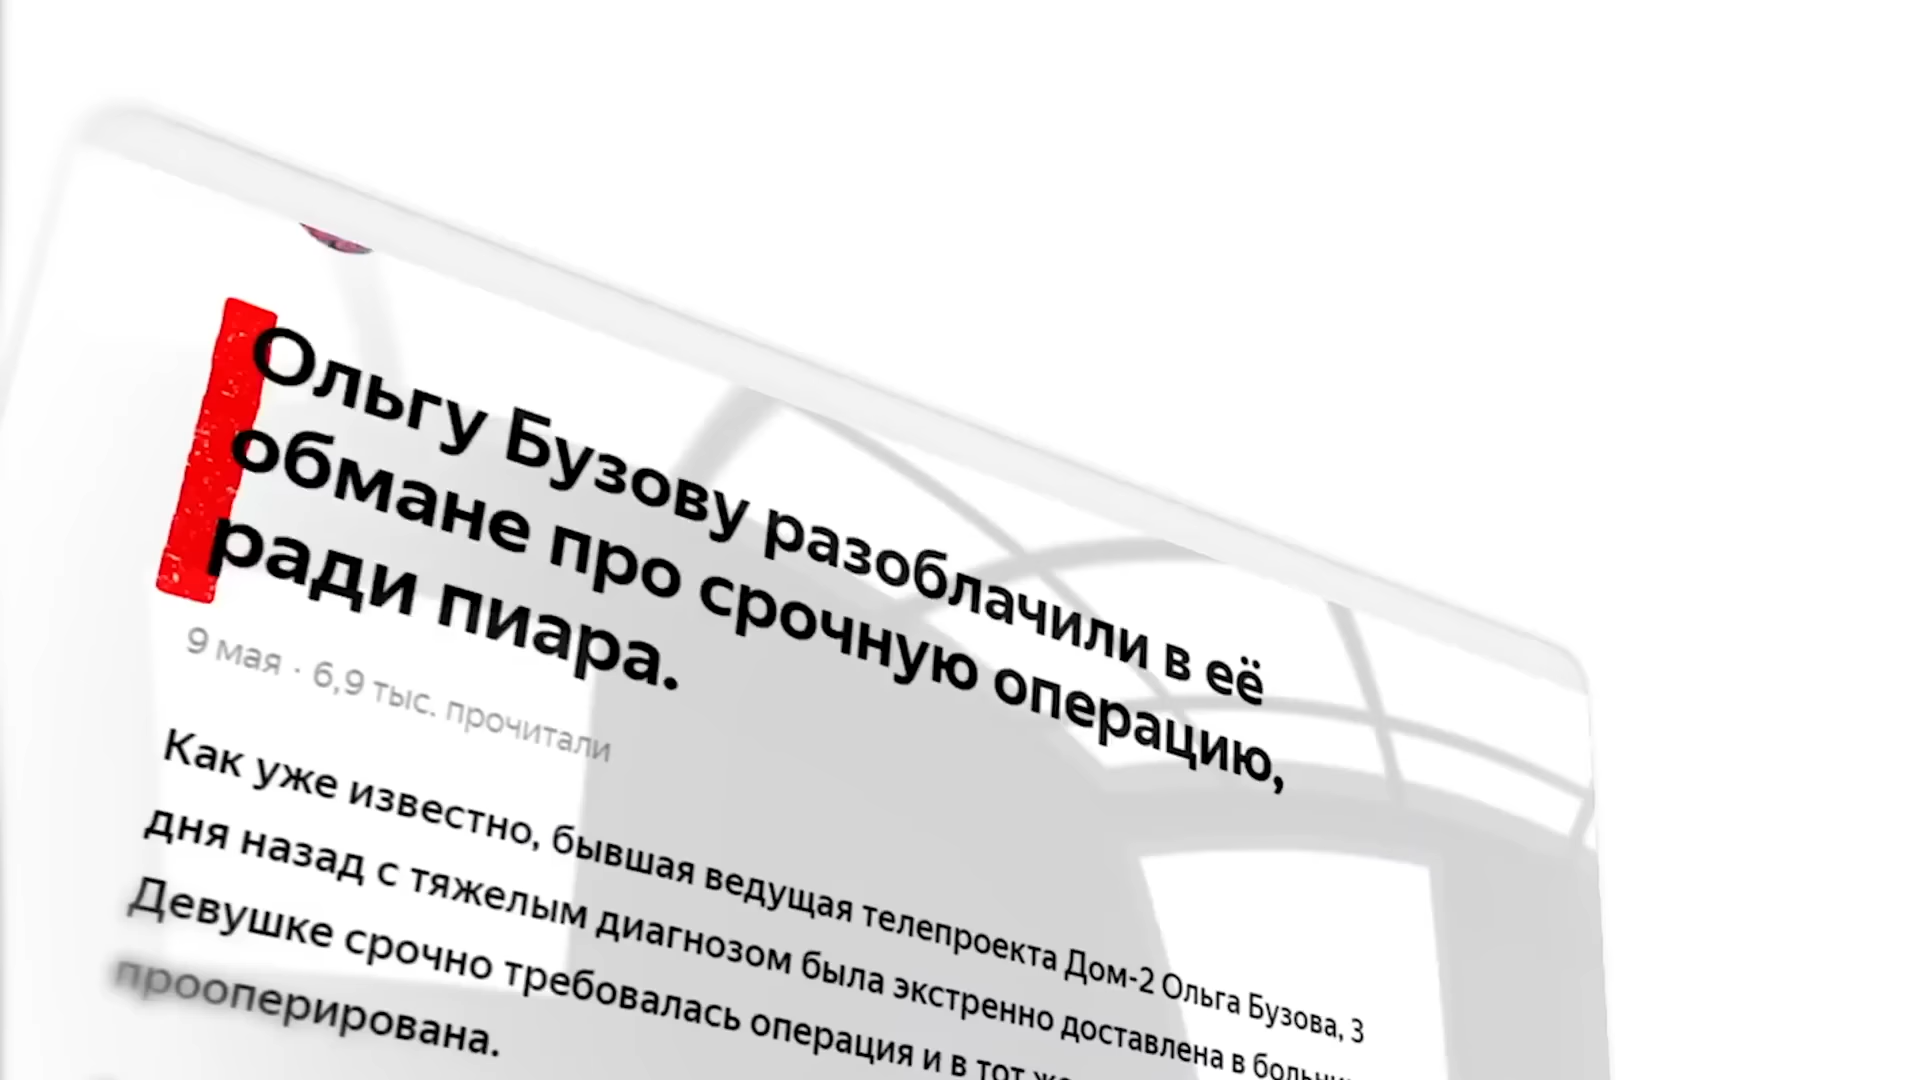 Ольгу Бузову разоблачили в её
обмане про срочную операцию,
ради пиара.
9 мая · 6,9 тыс. прочитали
Как уже известно, бывшая ведущая телепроекта Дом-2 Ольга Бузова, 3
дня назад с тяжелым диагнозом была экстренно доставлена в
Девушке срочно требовалась операция и в тот
прооперирована.